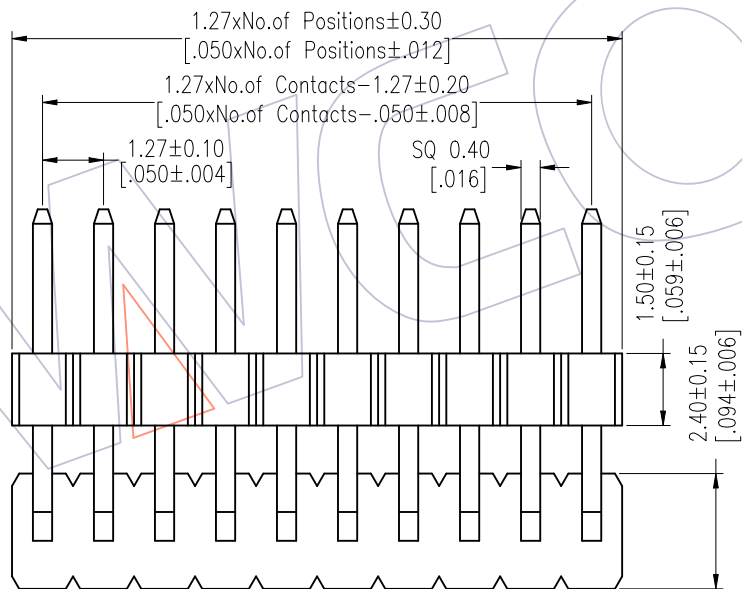 1.27xNo.of Positions±0.30
[.050xNo.of Positions±.012]
1.27xNo.of Contacts-1.27±0.20
[.050xNo.of Contacts-.050±.008]
1.27±0.10
[.050±.004]
SQ 0.40
[.016]
1.50±0.15
[.059±.006]
2.40±0.15
[.094±.006]
WCO